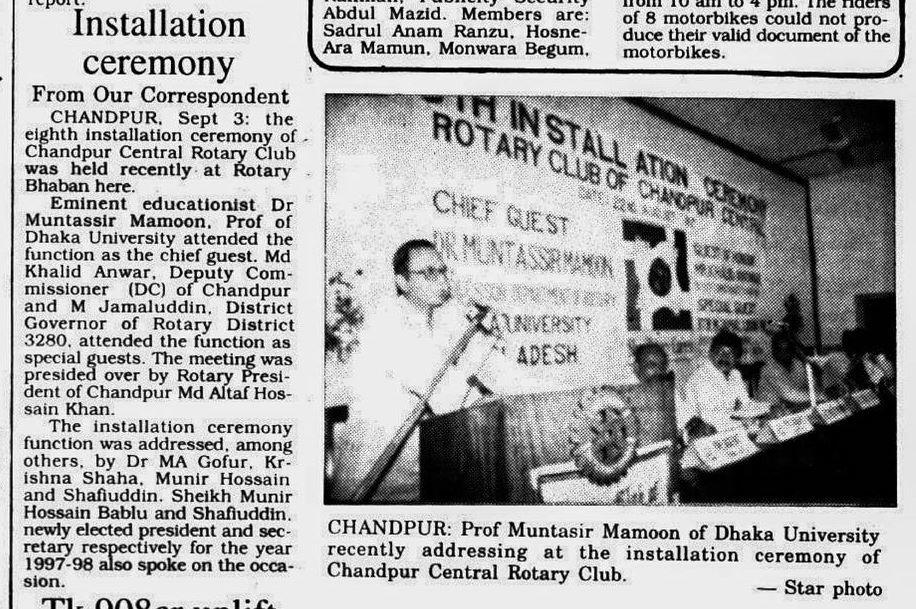 report.
Installation
ceremony
From Our Correspondent
CHANDPUR, Sept 3: the
eighth installation ceremony of
Chandpur Central Rotary Club
was held recently at Rotary
Bhaban here.
Eminent educationist Dr
Muntassir Mamoon, Prof of
Dhaka University attended the
function as the chief guest. Md
Khalid Anwar, Deputy Com-
missioner (DC) of Chandpur
and M Jamaluddin, District
Governor of Rotary District
3280, attended the function as
special guests. The meeting was
presided over by Rotary Presi-
dent of Chandpur Md Altaf Hos-
sain Khan.
The installation ceremony
function was addressed, among
others, by Dr MA Gofur, Kr-
ishna Shaha, Munir Hossain
and Shafiuddin. Sheikh Munir
Hossain Bablu and Shafiuddin,
newly elected president and sec-
retary respectively for the year
1997-98 also spoke on the occa-
sion.
Abdul Mazid. Members are:
Sadrul Anam Ranzu, Hosne-
Ara Mamun, Monwara Begum,
from 10 am to 4 pm. The riders
of 8 motorbikes could not pro-
duce their valid document of the
motorbikes.
INSTALLATION CEREMONY
ROTARY CLUB OF CHANDPUR CENTRAL
CHIEF GUEST
DR MUNTASSIR MAMOON
UNIVERSITY
ADESH
SPECIAL GUEST
CHANDPUR: Prof Muntasir Mamoon of Dhaka University
recently addressing at the installation ceremony of
Chandpur Central Rotary Club.
— Star photo